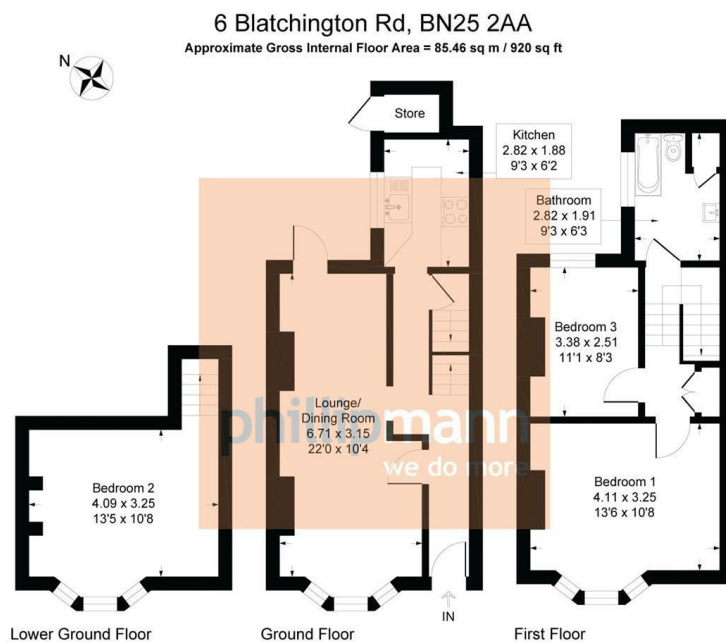 6 Blatchington Rd, BN25 2AA
Approximate Gross Internal Floor Area = 85.46 sq m / 920 sq ft
N
Store
Kitchen
2.82 x 1.88
9'3 x 6'2
Bathroom
2.82 x 1.91
9'3 x 6'3
Bedroom 3
3.38 x 2.51
11'1 x 8'3
Lounge/
Dining Room
6.71 x 3.15
22'0 x 10'4
phillipmann
we do more
Bedroom 2
4.09 x 3.25
13'5 x 10'8
Bedroom 1
4.11 x 3.25
13'6 x 10'8
IN
Lower Ground Floor
Ground Floor
First Floor